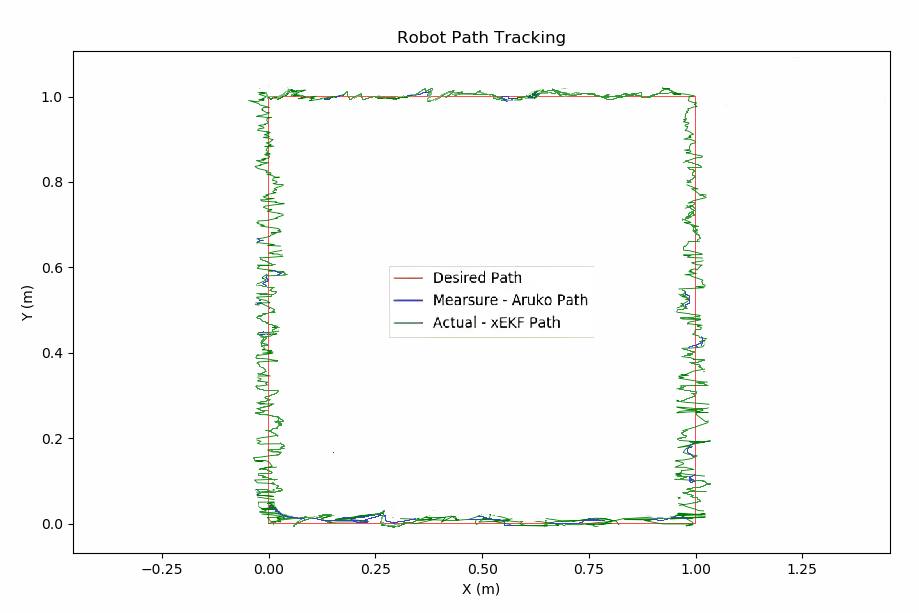 Robot Path Tracking
1.0
0.8
0.6
0.4
0.2
0.0
Y (m)
Desired Path
Mearsure - Aruko Path
Actual - xEKF Path
−0.25 0.00 0.25 0.50 0.75 1.00 1.25
X (m)